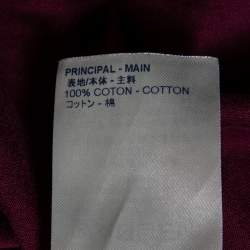 PRINCIPAL - MAIN
表地/本体 - 主料
100% COTON - COTTON
コットン - 棉